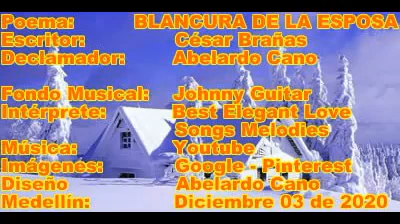 Poema: BLANCURA DE LA ESPOSA
Escritor: César Brañas
Declamador: Abelardo Cano
Fondo Musical: Johnny Guitar
Intérprete: Best Elegant Love
Songs Melodies
Mùsica: Youtube
Imágenes: Google - Pinterest
Diseño Abelardo Cano
Medellín: Diciembre 03 de 2020